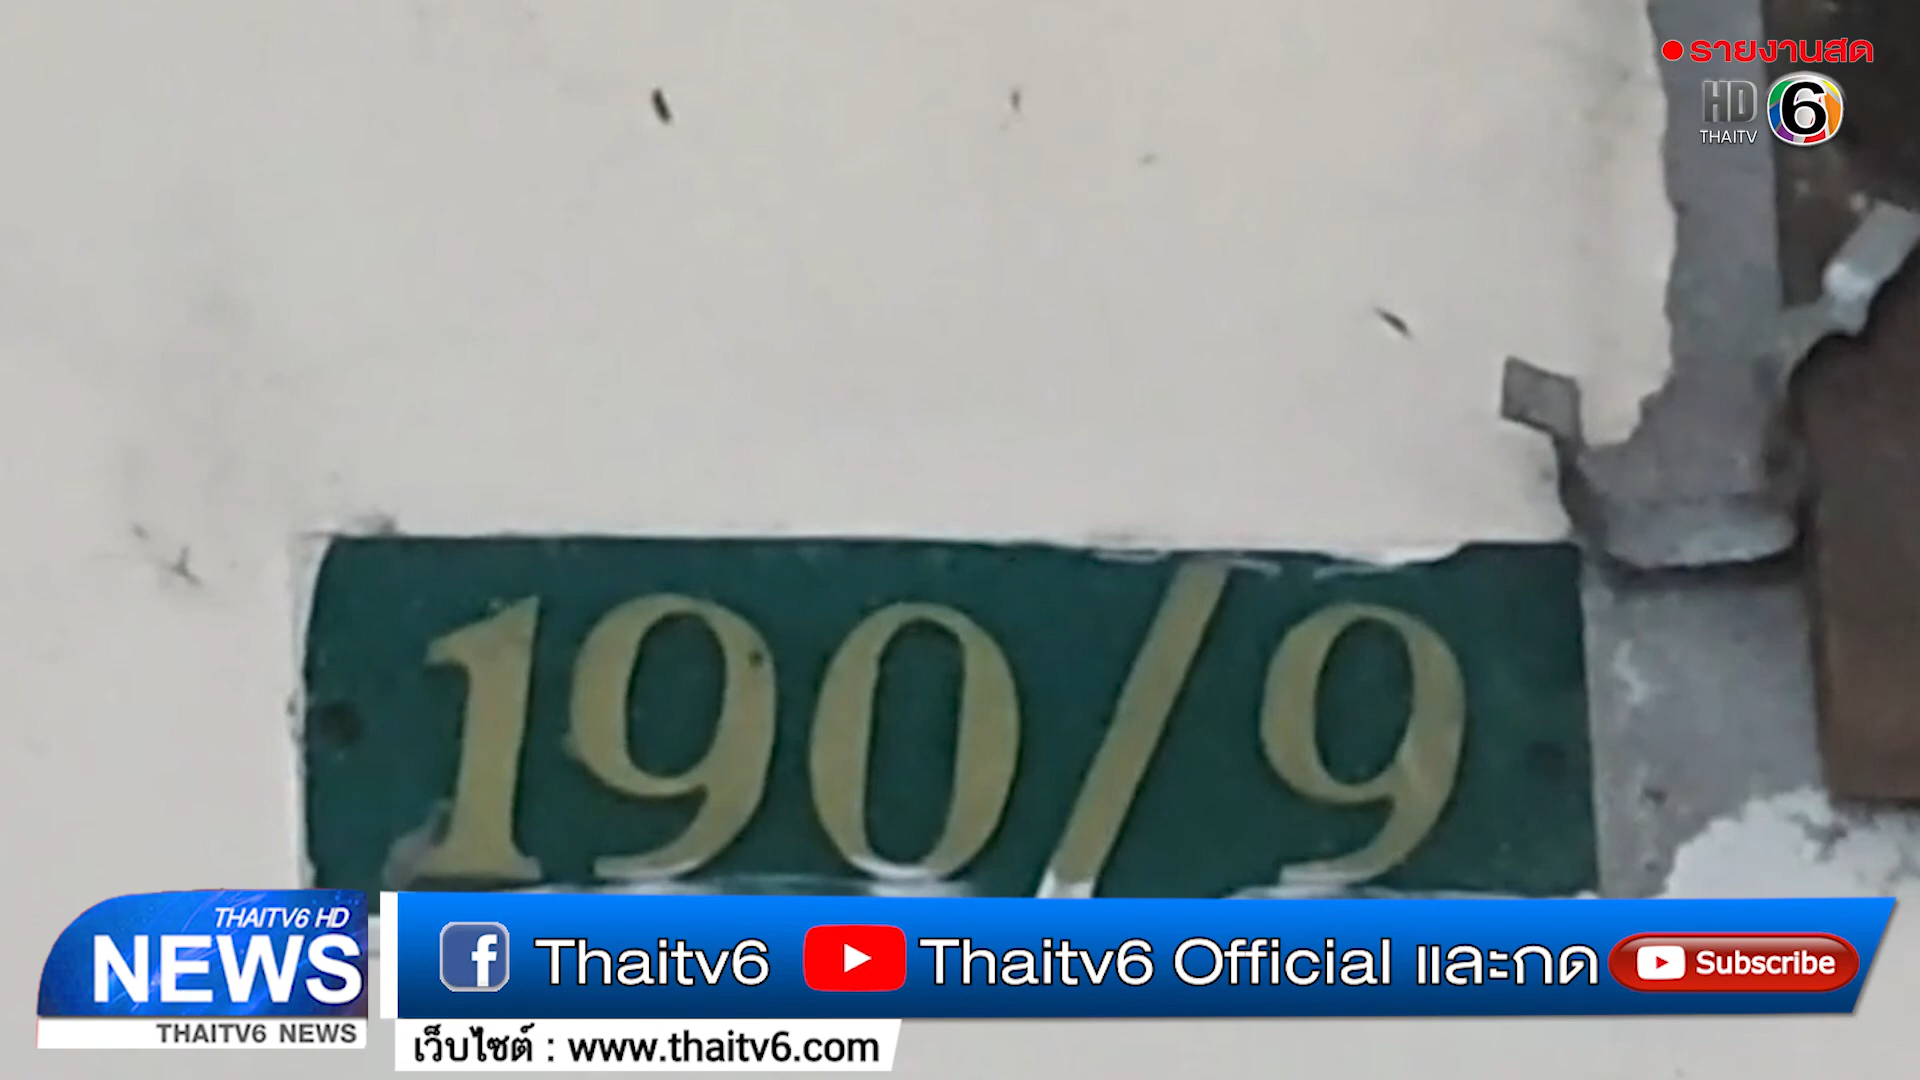 รายงานสด
HD 6
THAITV
190/9
THAITV6 HD
NEWS
THAITV6 NEWS
f Thaitv6 Thaitv6 Official และกด Subscribe
เว็บไซต์ : www.thaitv6.com